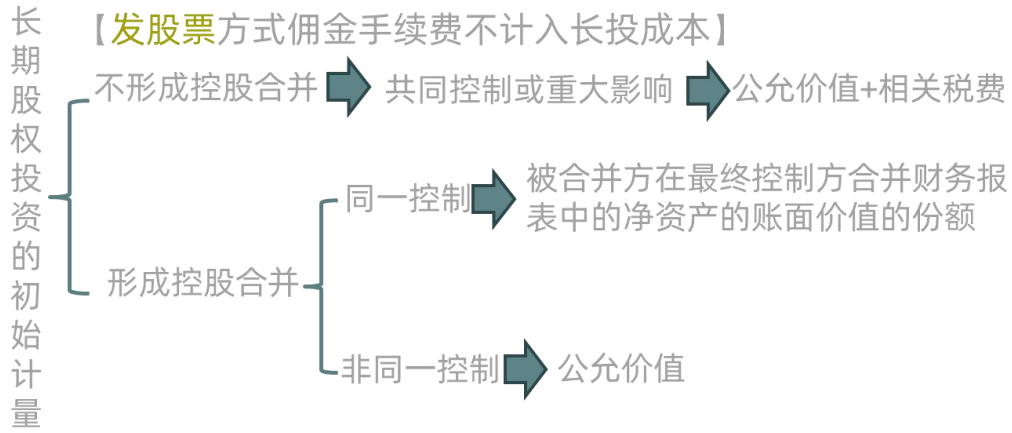 长期股权投资的初始计量
【发股票方式佣金手续费不计入长投成本】
不形成控股合并
共同控制或重大影响
公允价值+相关税费
形成控股合并
同一控制
被合并方在最终控制方合并财务报
表中的净资产的账面价值的份额
非同一控制
公允价值